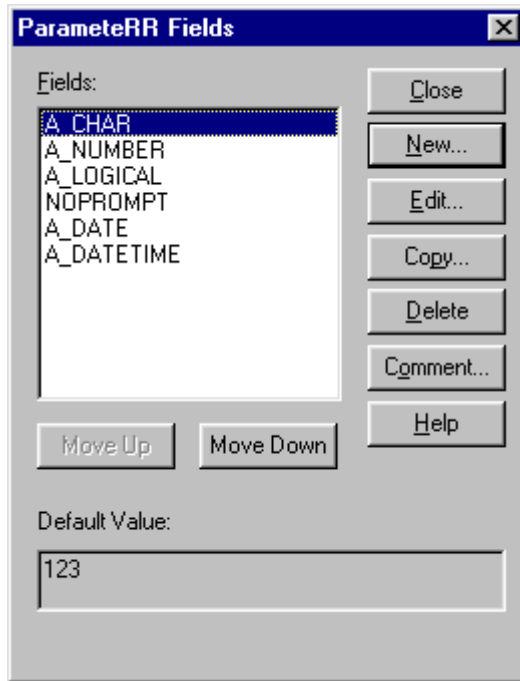 ParameteRR Fields
Fields:
A_CHAR
A_NUMBER
A_LOGICAL
NOPROMPT
A_DATE
A_DATETIME
Close
New...
Edit...
Copy...
Delete
Comment...
Help
Move Up
Move Down
Default Value:
123